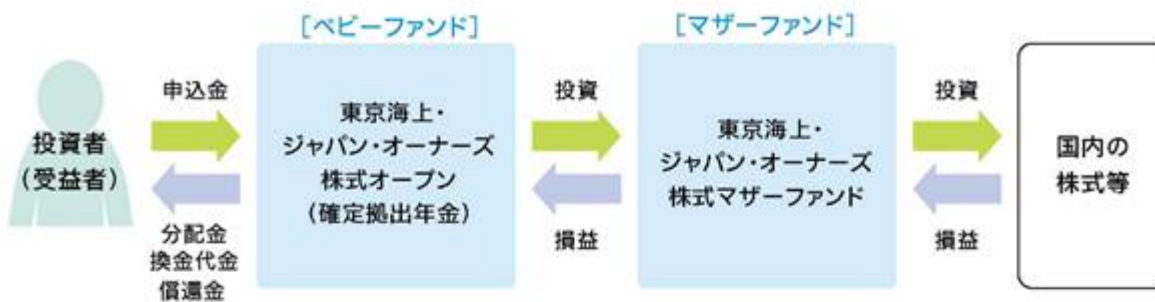 [ベビーファンド]
[マザーファンド]
投資者
(受益者)
申込金
分配金
換金代金
償還金
東京海上・
ジャパン・オーナーズ
株式オープン
(確定拠出年金)
投資
損益
東京海上・
ジャパン・オーナーズ
株式マザーファンド
投資
損益
国内の
株式等